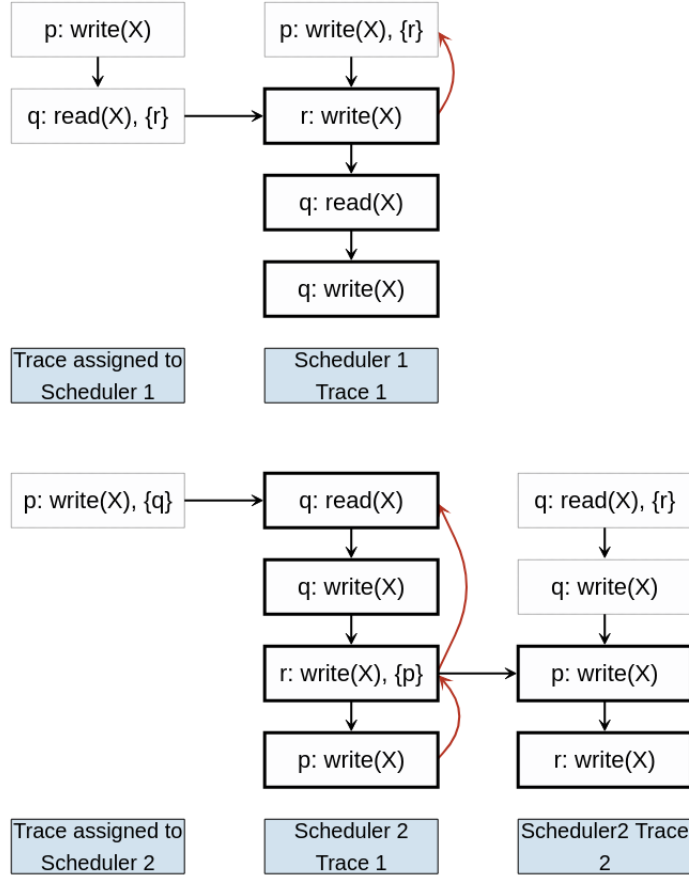 p: write(X)
p: write(X), {r}
q: read(X), {r}
r: write(X)
q: read(X)
q: write(X)
Trace assigned to
Scheduler 1
Scheduler 1
Trace 1
p: write(X), {q}
q: read(X)
q: read(X), {r}
q: write(X)
q: write(X)
r: write(X), {p}
p: write(X)
p: write(X)
r: write(X)
Trace assigned to
Scheduler 2
Scheduler 2
Trace 1
Scheduler2 Trace
2